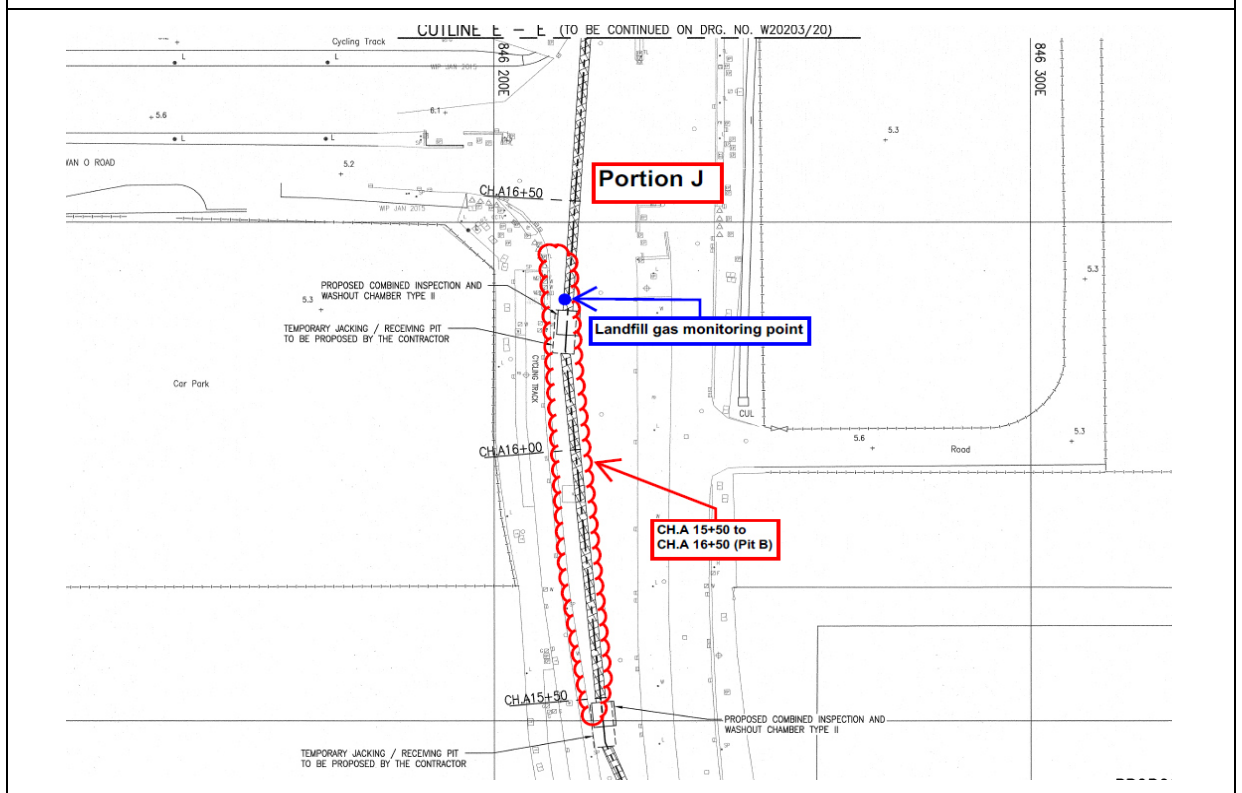 CUTLINE E - E (TO BE CONTINUED ON DRG. NO. W20203/20)
Cycling Track
846 200E
846 300E
L
L
WIP JAN 2015
5.6
6.1
5.3
L
L
WAN O ROAD
5.2
Portion J
CH.A16+50
WIP JAN 2015
PROPOSED COMBINED INSPECTION AND
WASHOUT CHAMBER TYPE II
5.3
5.3
Landfill gas monitoring point
TEMPORARY JACKING / RECEIVING PIT
TO BE PROPOSED BY THE CONTRACTOR
Car Park
CYCLING TRACK
CUL
5.6
5.3
Road
CH.A16+00
CH.A 15+50 to
CH.A 16+50 (Pit B)
CH.A15+50
PROPOSED COMBINED INSPECTION AND
WASHOUT CHAMBER TYPE II
TEMPORARY JACKING / RECEIVING PIT
TO BE PROPOSED BY THE CONTRACTOR